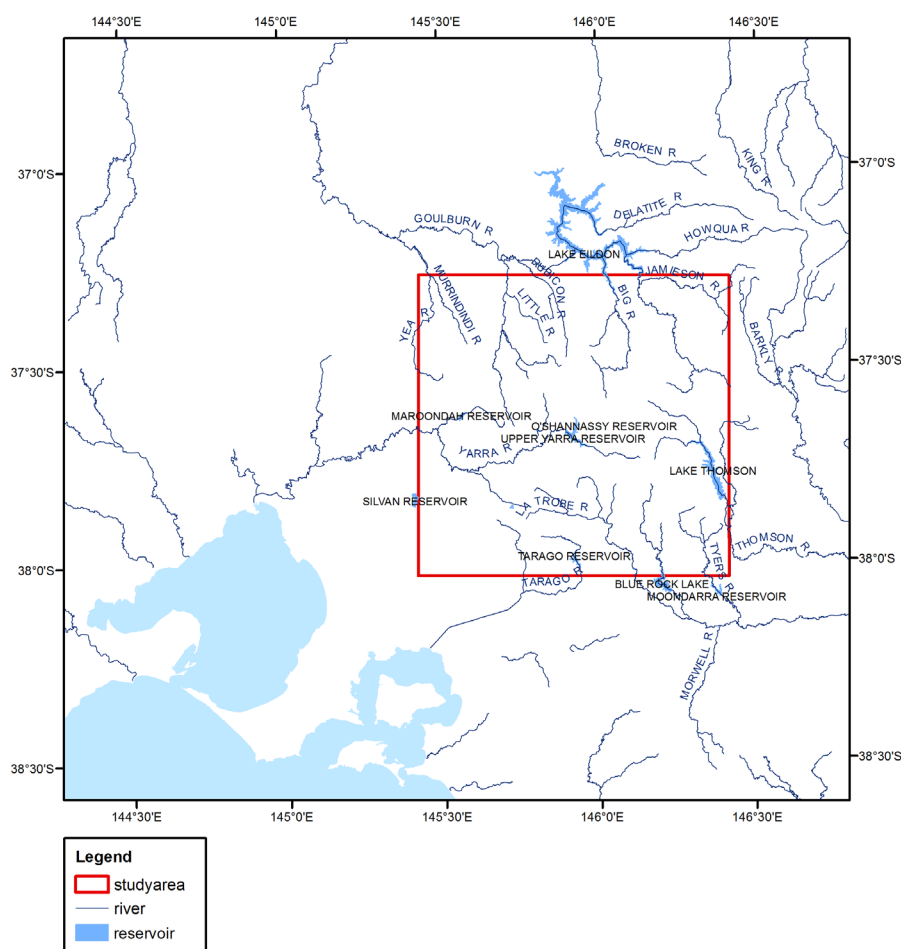 144°30'E 145°0'E 145°30'E 146°0'E 146°30'E
BROKEN R
KING R
37°0'S 37°0'S
DELATITE R
GOULBURN R
HOWQUA R
LAKE EILDON
RUBICON R
JAMIESON R
MURRINDINDI R
BIG R
LITTLE R
YEA R
BARKLY R
37°30'S 37°30'S
MAROONDAH RESERVOIR
O'SHANNASSY RESERVOIR
UPPER YARRA RESERVOIR
YARRA R
LAKE THOMSON
SILVAN RESERVOIR
LA TROBE R
THOMSON R
TARAGO RESERVOIR
TYERS R
38°0'S 38°0'S
TARAGO R
BLUE ROCK LAKE
MOONDARRA RESERVOIR
MORWELL R
38°30'S 38°30'S
144°30'E 145°0'E 145°30'E 146°0'E 146°30'E
Legend
studyarea
river
reservoir